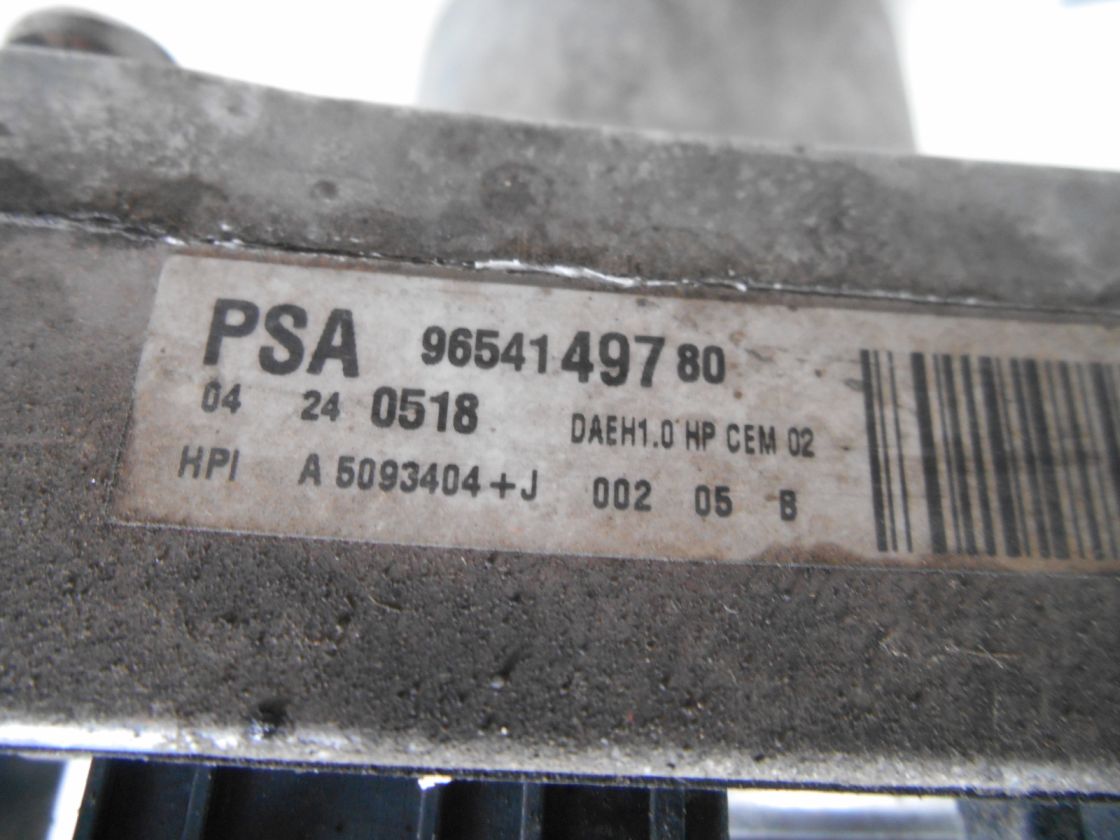 PSA 9654149780
04 24 0518 DAEH1.0 HP CEM 02
HPI A 5093404+J 002 05 B